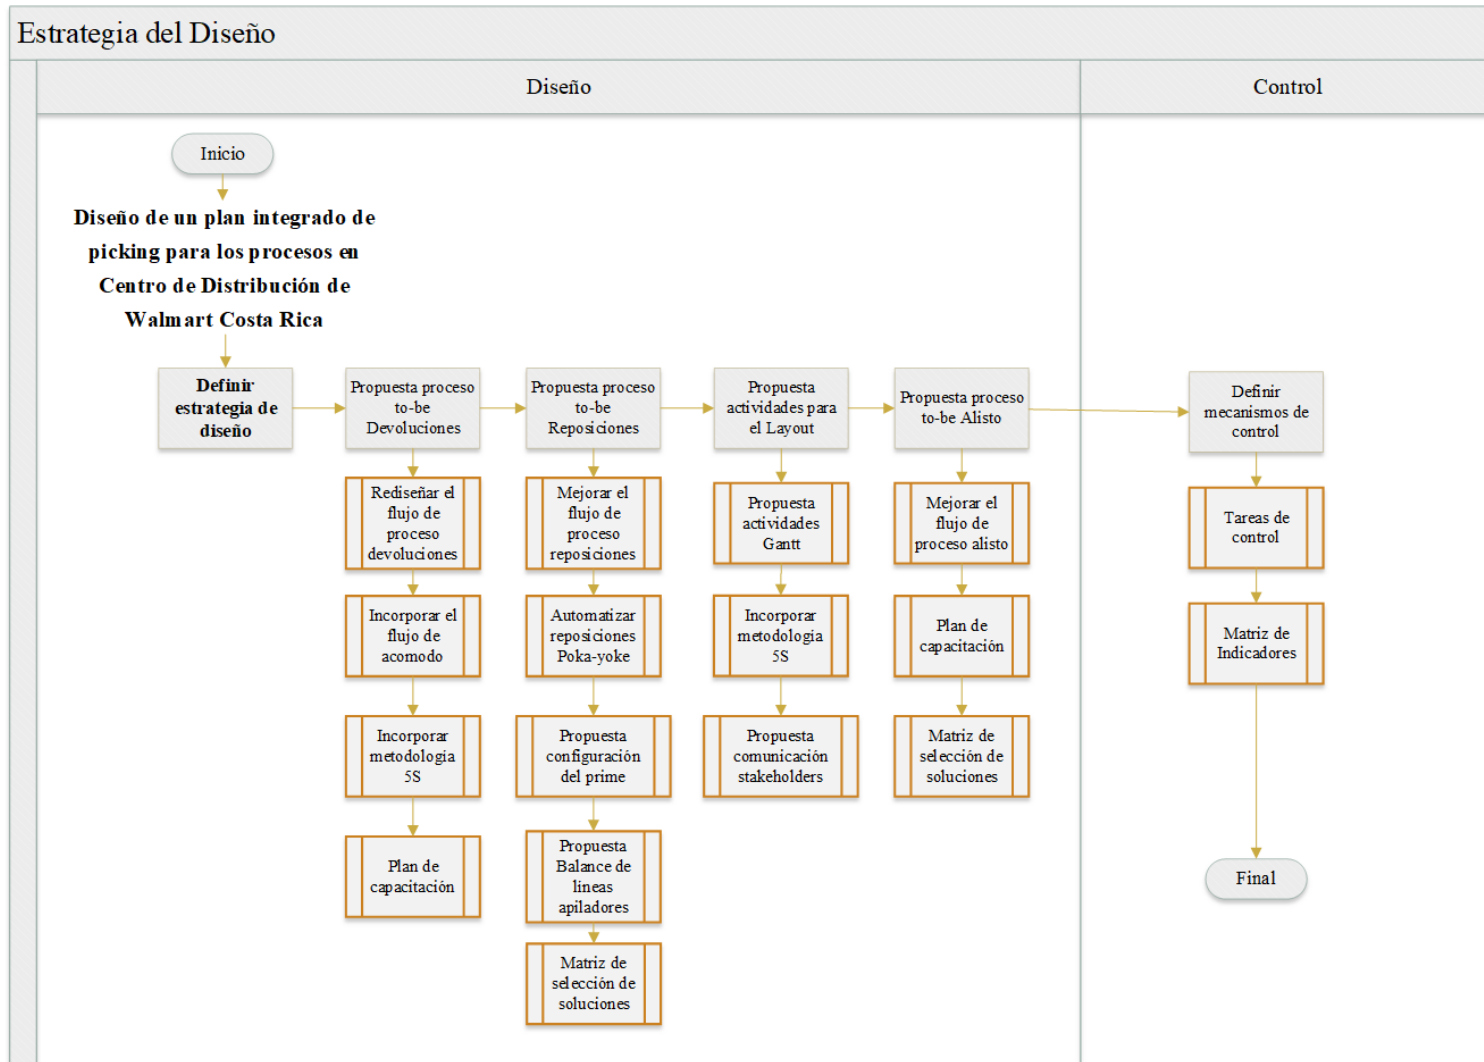 Estrategia del Diseño
Diseño
Control
Inicio
Diseño de un plan integrado de
picking para los procesos en
Centro de Distribución de
Walmart Costa Rica
Definir
estrategia de
diseño
Propuesta proceso
to-be
Devoluciones
Rediseñar el
flujo de
proceso
devoluciones
Incorporar el
flujo de
acomodo
Incorporar
metodología
5S
Plan de
capacitación
Propuesta proceso
to-be
Reposiciones
Mejorar el
flujo de
proceso
reposiciones
Automatizar
reposiciones
Poka-yoke
Propuesta
configuración
del prime
Propuesta
Balance de
líneas
apiladores
Matriz de
selección de
soluciones
Propuesta
actividades para
el Layout
Propuesta
actividades
Gantt
Incorporar
metodología
5S
Propuesta
comunicación
stakeholders
Propuesta proceso
to-be Alisto
Mejorar el
flujo de
proceso alisto
Plan de
capacitación
Matriz de
selección de
soluciones
Definir
mecanismos de
control
Tareas de
control
Matriz de
Indicadores
Final